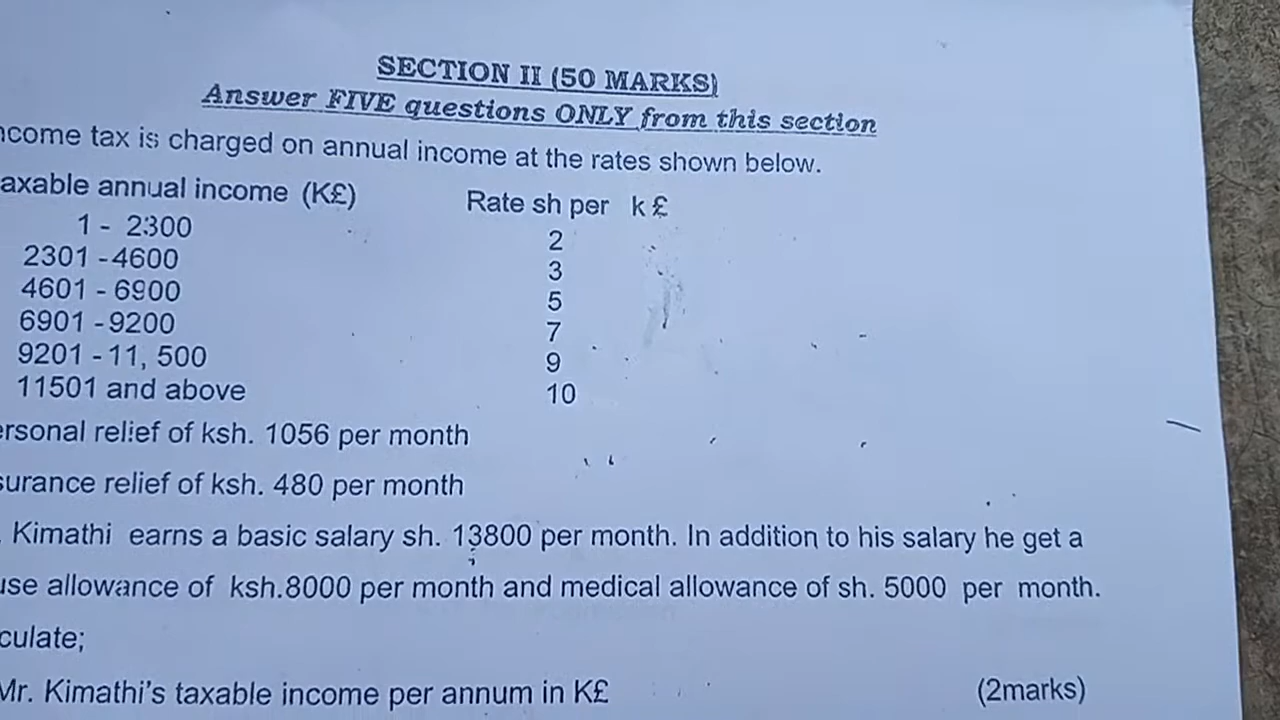 SECTION II (50 MARKS)
Answer FIVE questions ONLY from this section
ncome tax is charged on annual income at the rates shown below.
axable annual income (K£) Rate sh per k £
1 - 2300 2
2301 - 4600 3
4601 - 6900 5
6901 - 9200 7
9201 - 11, 500 9
11501 and above 10
ersonal relief of ksh. 1056 per month
surance relief of ksh. 480 per month
. Kimathi earns a basic salary sh. 13800 per month. In addition to his salary he get a
use allowance of ksh.8000 per month and medical allowance of sh. 5000 per month.
culate;
Mr. Kimathi's taxable income per annum in K£ (2marks)